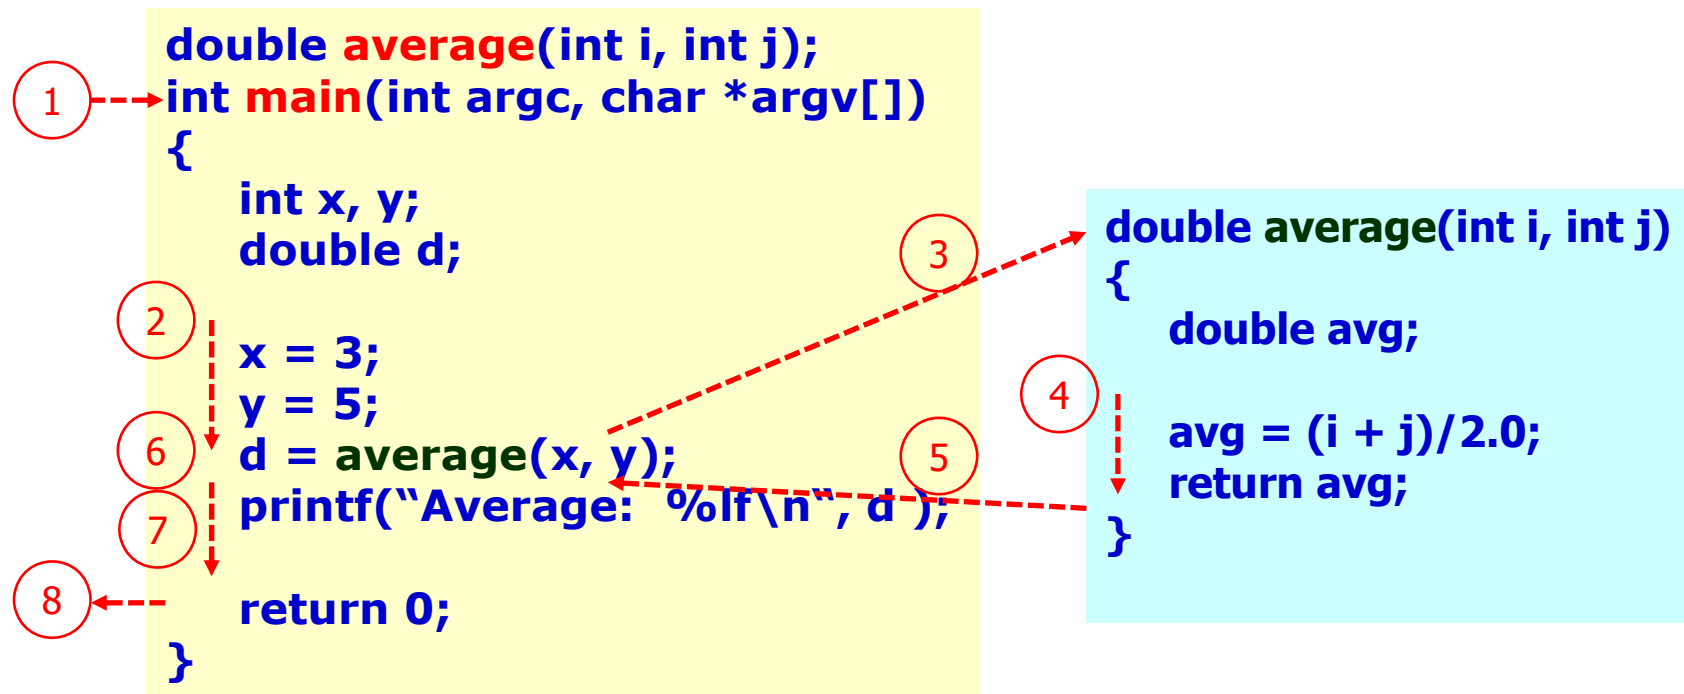 double average(int i, int j);
1
int main(int argc, char *argv[])
{
int x, y;
double d;
2
x = 3;
y = 5;
6
d = average(x, y);
7
printf(“Average:  %lf\n“, d );
8
return 0;
}
3
5
double average(int i, int j)
{
double avg;
4
avg = (i + j)/2.0;
return avg;
}